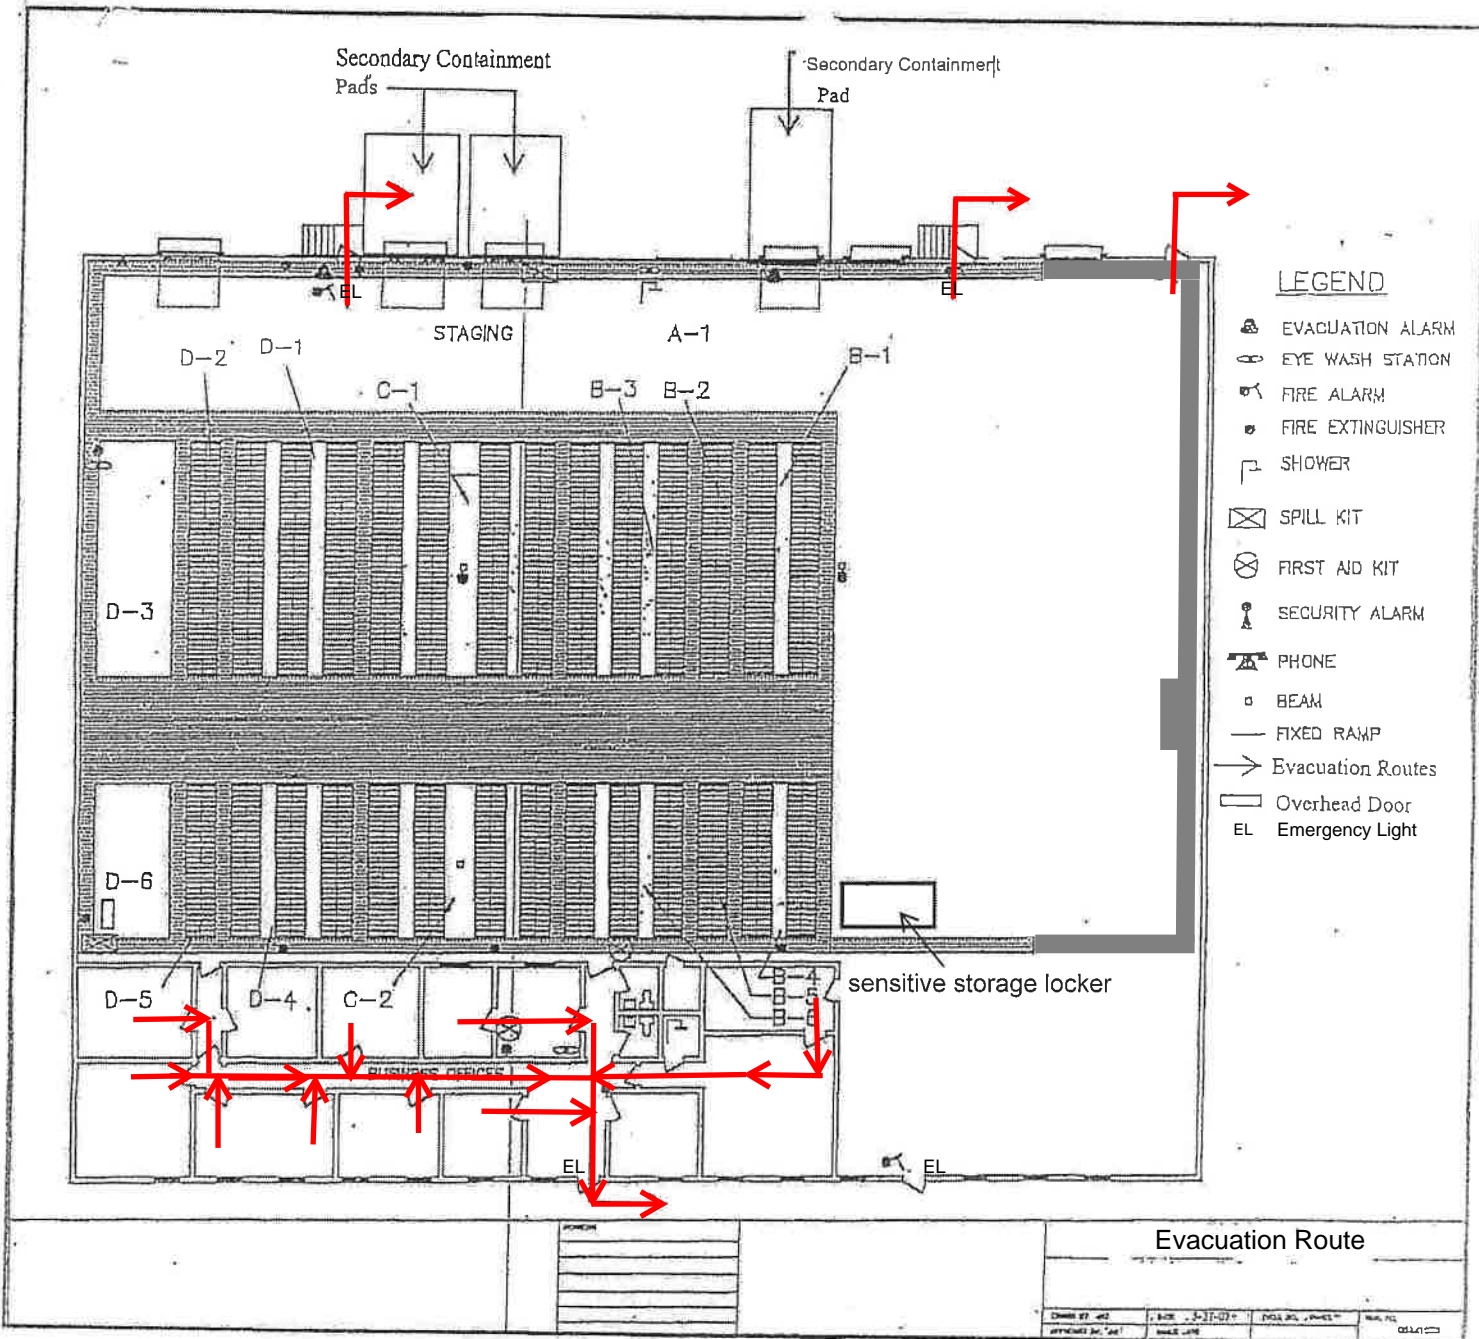 Secondary Containment
Pads
Secondary Containment
Pad
EL
EL
STAGING
A-1
D-2
D-1
C-1
B-3
B-2
B-1
D-3
D-6
D-5
D-4
C-2
B-4
sensitive storage locker
BUSINESS OFFICES
EL
EL
LEGEND
EVACUATION ALARM
EYE WASH STATION
FIRE ALARM
FIRE EXTINGUISHER
SHOWER
SPILL KIT
FIRST AID KIT
SECURITY ALARM
PHONE
BEAM
FIXED RAMP
Evacuation Routes
Overhead Door
EL Emergency Light
Evacuation Route